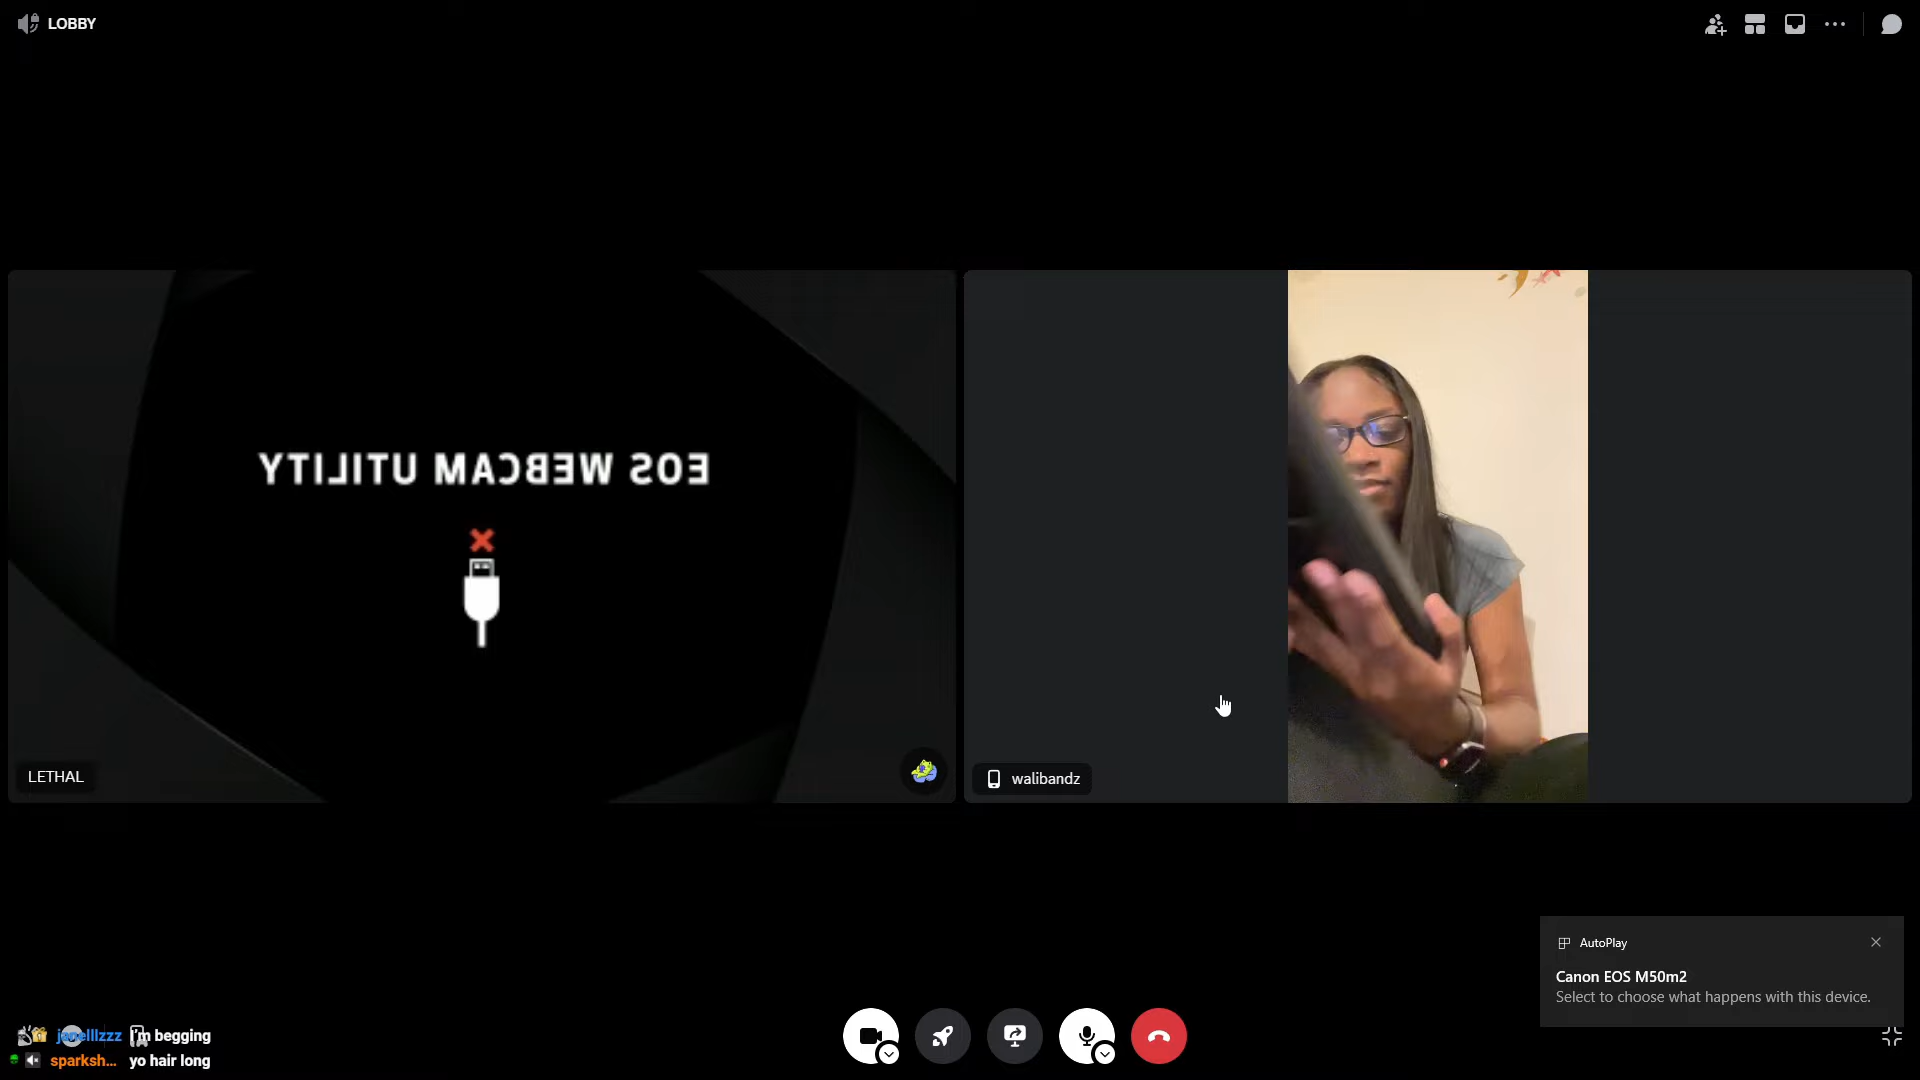 LOBBY
EOS WEBCAM UTILITY
LETHAL
walibandz
AutoPlay
Canon EOS M50m2
Select to choose what happens with this device.
janelllzzz I'm begging
sparksh... yo hair long